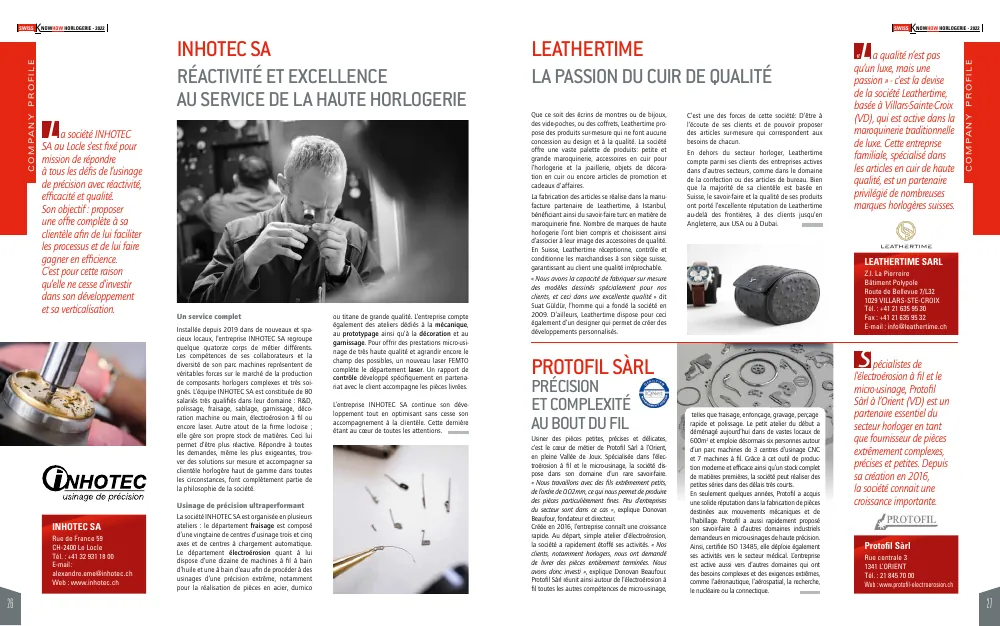 SWISS KNOWHOW HORLOGERIE - 2022
COMPANY PROFILE
La société INHOTEC
SA au Locle s'est fixé pour
mission de répondre
à tous les défis de l'usinage
de précision avec réactivité,
efficacité et qualité.
Son objectif : proposer
une offre complète à sa
clientèle afin de lui faciliter
les processus et de lui faire
gagner en efficience.
C'est pour cette raison
qu'elle ne cesse d'investir
dans son développement
et sa verticalisation.
INHOTEC
usinage de précision
INHOTEC SA
Rue de France 59
CH-2400 Le Locle
Tél. : +41 32 931 18 00
E-mail :
alexandre.eme@inhotec.ch
Web : www.inhotec.ch
26
INHOTEC SA
RÉACTIVITÉ ET EXCELLENCE
AU SERVICE DE LA HAUTE HORLOGERIE
Un service complet
Installée depuis 2019 dans de nouveaux et spa-
cieux locaux, l'entreprise INHOTEC SA regroupe
quelque quatorze corps de métier différents.
Les compétences de ses collaborateurs et la
diversité de son parc machines représentent de
véritables forces sur le marché de la production
de composants horlogers complexes et très soi-
gnés. L'équipe INHOTEC SA est constituée de 80
salariés très qualifiés dans leur domaine : R&D,
polissage, fraisage, sablage, garnissage, déco-
ration machine ou main, électroérosion à fil ou
encore laser. Autre atout de la firme locloise :
elle gère son propre stock de matières. Ceci lui
permet d'être plus réactive. Répondre à toutes
les demandes, même les plus exigeantes, trou-
ver des solutions sur mesure et accompagner sa
clientèle horlogère haut de gamme dans toutes
les circonstances, font complètement partie de
la philosophie de la société.
Usinage de précision ultraperformant
La société INHOTEC SA est organisée en plusieurs
ateliers : le département fraisage est composé
d'une vingtaine de centres d'usinage trois et cinq
axes et de centres à changement automatique.
Le département électroérosion quant à lui
dispose d'une dizaine de machines à fil à bain
d'huile et une à bain d'eau afin de procéder à des
usinages d'une précision extrême, notamment
pour la réalisation de pièces en acier, durnico
ou titane de grande qualité. L'entreprise compte
également des ateliers dédiés à la mécanique,
au prototypage ainsi qu'à la décoration et au
garnissage. Pour offrir des prestations micro-usi-
nage de très haute qualité et agrandir encore le
champ des possibles, un nouveau laser FEMTO
complète le département laser. Un rapport de
contrôle développé spécifiquement en partena-
riat avec le client accompagne les pièces livrées.
L'entreprise INHOTEC SA continue son déve-
loppement tout en optimisant sans cesse son
accompagnement à la clientèle. Cette dernière
étant au cœur de toutes les attentions.
LEATHERTIME
LA PASSION DU CUIR DE QUALITÉ
Que ce soit des écrins de montres ou de bijoux,
des vide-poches, ou des coffrets, Leathertime pro-
pose des produits sur-mesure qui ne font aucune
concession au design et à la qualité. La société
offre une vaste palette de produits: petite et
grande maroquinerie, accessoires en cuir pour
l'horlogerie et la joaillerie, objets de décora-
tion en cuir ou encore articles de promotion et
cadeaux d'affaires.
La fabrication des articles se réalise dans la manu-
facture partenaire de Leathertime, à Istanbul,
bénéficiant ainsi du savoir-faire turc en matière de
maroquinerie fine. Nombre de marques de haute
horlogerie l'ont bien compris et choisissent ainsi
d'associer à leur image des accessoires de qualité.
En Suisse, Leathertime réceptionne, contrôle et
conditionne les marchandises à son siège suisse,
garantissant au client une qualité irréprochable.
« Nous avons la capacité de fabriquer sur mesure
des modèles dessinés spécialement pour nos
clients, et ceci dans une excellente qualité » dit
Suat Güldür, l'homme qui a fondé la société en
2009. D'ailleurs, Leathertime dispose pour ceci
également d'un designer qui permet de créer des
développements personnalisés.
C'est une des forces de cette société: D'être à
l'écoute de ses clients et de pouvoir proposer
des articles sur-mesure qui correspondent aux
besoins de chacun.
En dehors du secteur horloger, Leathertime
compte parmi ses clients des entreprises actives
dans d'autres secteurs, comme dans le domaine
de la confection ou des articles de bureau. Bien
que la majorité de sa clientèle est basée en
Suisse, le savoir-faire et la qualité de ses produits
ont porté l'excellente réputation de Leathertime
au-delà des frontières, à des clients jusqu'en
Angleterre, aux USA ou à Dubai.
PROTOFIL SÀRL
PRÉCISION
ET COMPLEXITÉ
AU BOUT DU FIL
Usiner des pièces petites, précises et délicates,
c'est le cœur de métier de Protofil Sàrl à l'Orient,
en pleine Vallée de Joux. Spécialisée dans l'élec-
troérosion à fil et le micro-usinage, la société dis-
pose dans son domaine d'un rare savoir-faire.
« Nous travaillons avec des fils extrêmement petits,
de l'ordre de 0.02mm, ce qui nous permet de produire
des pièces particulièrement fines. Peu d'entreprises
du secteur sont dans ce cas », explique Donovan
Beaufour, fondateur et directeur.
Créée en 2016, l'entreprise connaît une croissance
rapide. Au départ, simple atelier d'électroérosion,
la société a rapidement étoffé ses activités. « Nos
clients, notamment horlogers, nous ont demandé
de livrer des pièces entièrement terminées. Nous
avons donc investi », explique Donovan Beaufour.
Protofil Sàrl réunit ainsi autour de l'électroérosion à
fil toutes les autres compétences de micro-usinage,
telles que fraisage, enfonçage, gravage, perçage
rapide et polissage. Le petit atelier du début a
déménagé aujourd'hui dans de vastes locaux de
600m² et emploie désormais six personnes autour
d'un parc machines de 3 centres d'usinage CNC
et 7 machines à fil. Grâce à cet outil de produc-
tion moderne et efficace ainsi qu'un stock complet
de matières premières, la société peut réaliser des
petites séries dans des délais très courts.
En seulement quelques années, Protofil a acquis
une solide réputation dans la fabrication de pièces
destinées aux mouvements mécaniques et de
l'habillage. Protofil a aussi rapidement proposé
son savoir-faire à d'autres domaines industriels
demandeurs en micro-usinages de haute précision.
Ainsi, certifiée ISO 13485, elle déploie également
ses activités vers le secteur médical. L'entreprise
est active aussi vers d'autres domaines qui ont
des besoins complexes et des exigences extrêmes,
comme l'aéronautique, l'aérospatial, la recherche,
le nucléaire ou la connectique.
SWISS KNOWHOW HORLOGERIE - 2022
COMPANY PROFILE
« La qualité n'est pas
qu'un luxe, mais une
passion » - c'est la devise
de la société Leathertime,
basée à Villars-Sainte-Croix
(VD), qui est active dans la
maroquinerie traditionnelle
de luxe. Cette entreprise
familiale, spécialisé dans
les articles en cuir de haute
qualité, est un partenaire
privilégié de nombreuses
marques horlogères suisses.
LEATHERTIME
LEATHERTIME SARL
Z.I. La Pierreire
Bâtiment Polypole
Route de Bellevue 7/L32
1029 VILLARS-STE-CROIX
Tél. : +41 21 635 95 30
Fax : +41 21 635 95 32
E-mail : info@leathertime.ch
Spécialistes de
l'électroérosion à fil et le
micro-usinage, Protofil
Sàrl à l'Orient (VD) est un
partenaire essentiel du
secteur horloger en tant
que fournisseur de pièces
extrêmement complexes,
précises et petites. Depuis
sa création en 2016,
la société connait une
croissance importante.
PROTOFIL
Protofil Sàrl
Rue centrale 3
1341 L'ORIENT
Tél. : 21 845 70 00
Web : www.protofil-electroerosion.ch
27